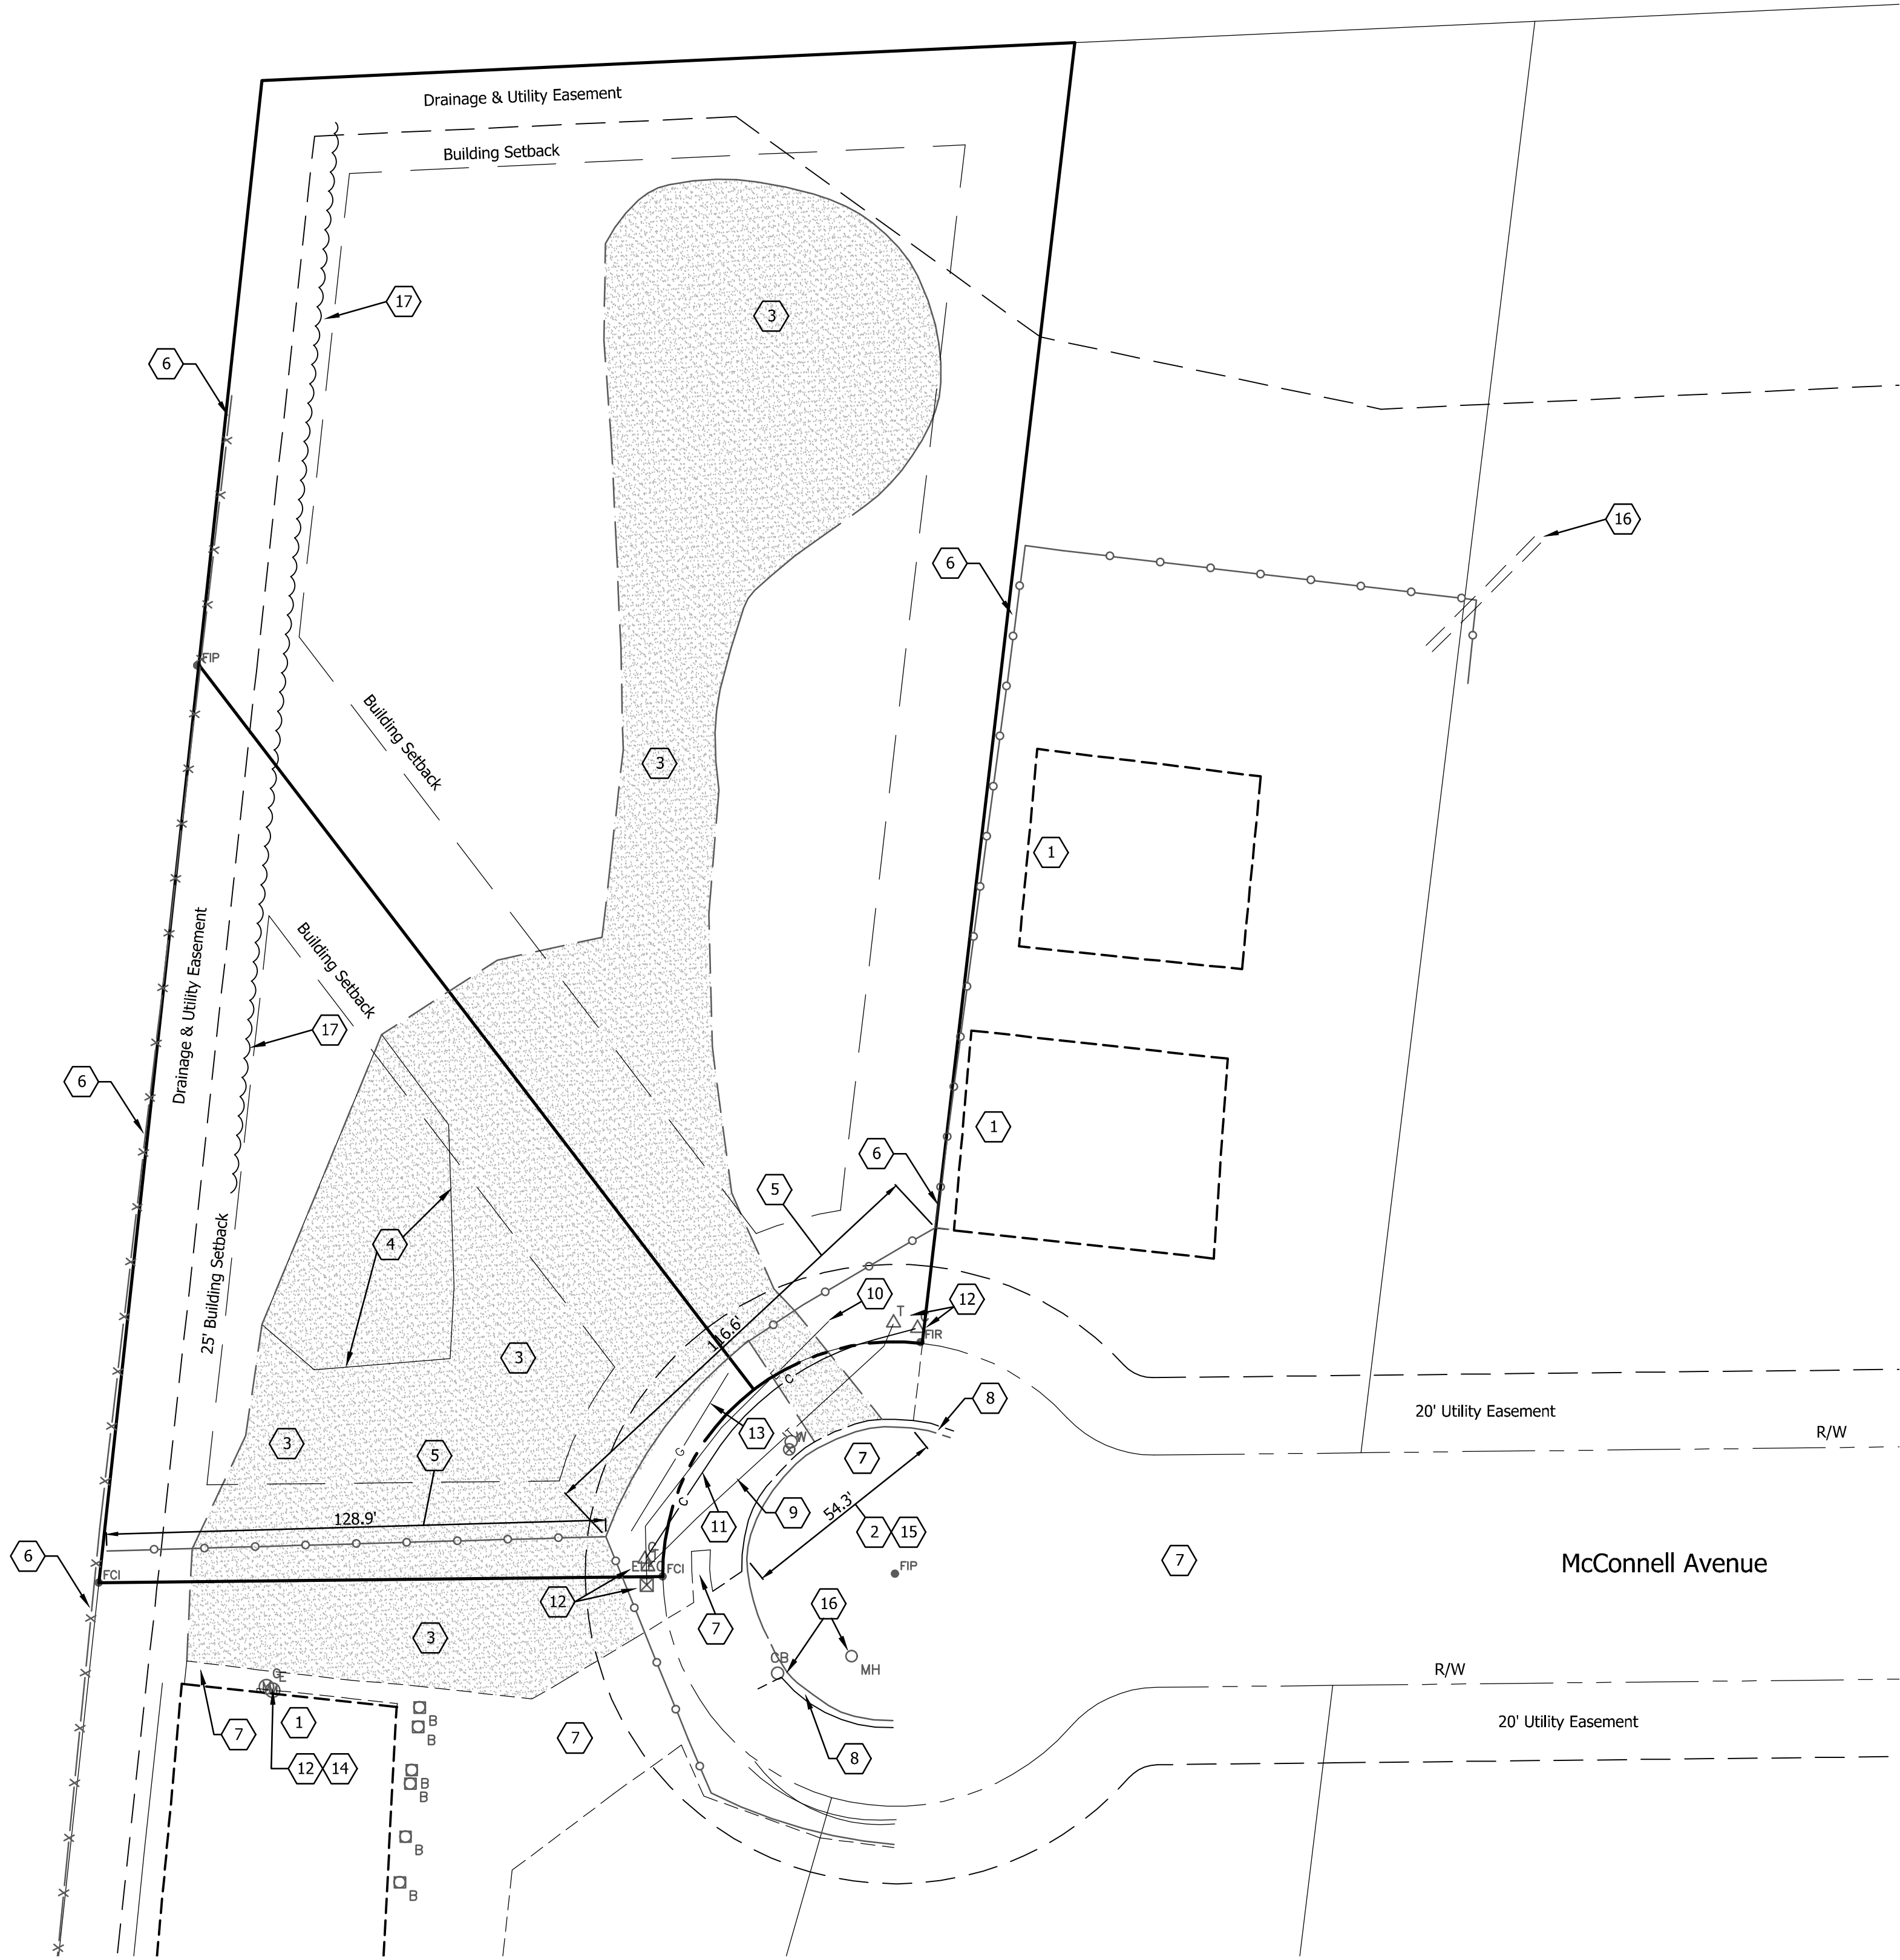 Drainage & Utility Easement
Building Setback
17
3
6
16
6
FIP
Building Setback
3
1
Building Setback
Drainage & Utility Easement
17
6
1
6
5
4
25' Building Setback
10
12
T
FIR
116.6'
3
C
8
20' Utility Easement
R/W
13
3
5
W
7
G
C
11
9
54.3'
2
15
128.9'
6
FCI
FCI
FIP
7
McConnell Avenue
12
7
16
3
CB
MH
R/W
E
7
1
B
B
7
20' Utility Easement
12
14
8
B
B
B
B